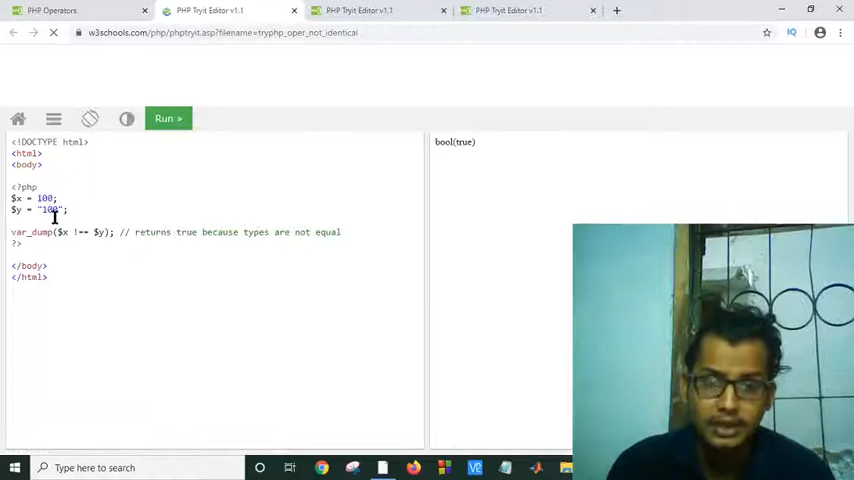 PHP Operators
PHP Tryit Editor v1.1
PHP Tryit Editor v1.1
PHP Tryit Editor v1.1
w3schools.com/php/phptryit.asp?filename=tryphp_oper_not_identical
IQ
Run »
<!DOCTYPE html>
<html>
<body>
<?php
$x = 100;
$y = "100";
var_dump($x !== $y); // returns true because types are not equal
?>
</body>
</html>
bool(true)
Type here to search